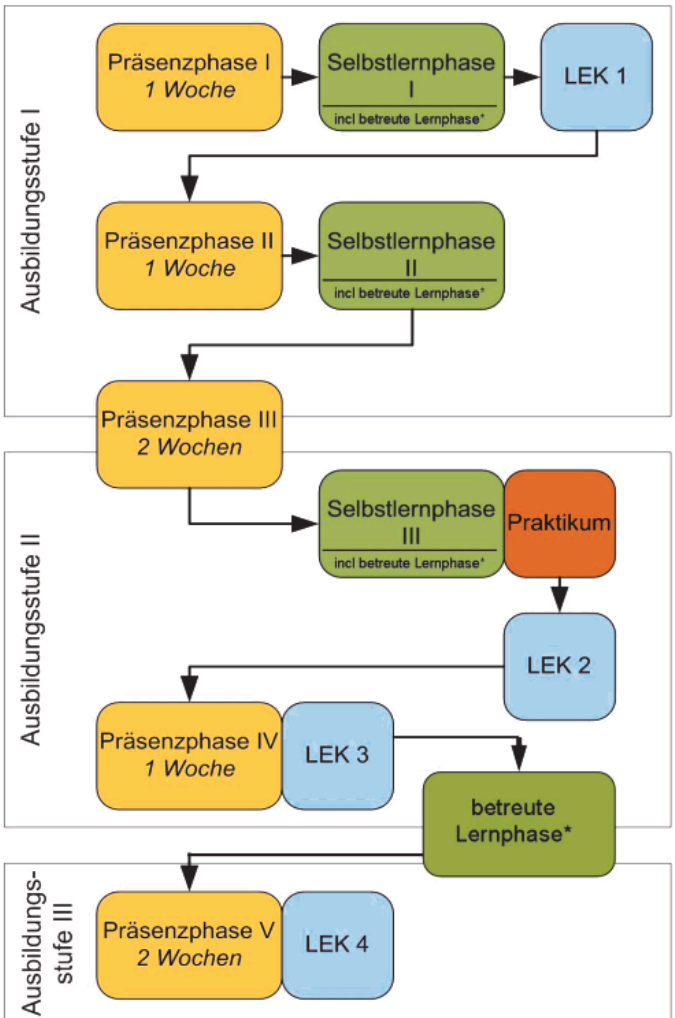 Ausbildungsstufe I
Präsenzphase I
1 Woche
Selbstlernphase
I
incl betreute Lernphase*
LEK 1
Präsenzphase II
1 Woche
Selbstlernphase
II
incl betreute Lernphase*
Präsenzphase III
2 Wochen
Ausbildungsstufe II
Selbstlernphase
III
incl betreute Lernphase*
Praktikum
LEK 2
Präsenzphase IV
1 Woche
LEK 3
betreute
Lernphase*
Ausbildungs-
stufe III
Präsenzphase V
2 Wochen
LEK 4